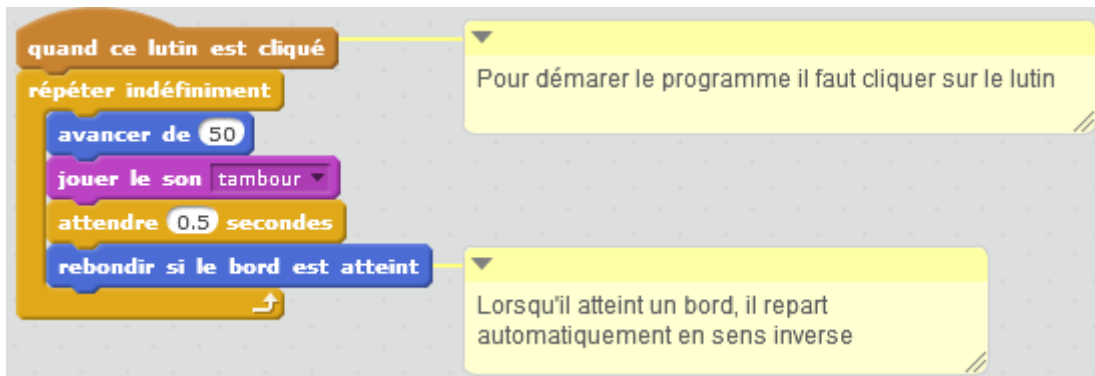 quand ce lutin est cliqué
Pour démarer le programme il faut cliquer sur le lutin
répéter indéfiniment
avancer de 50
jouer le son tambour
attendre 0.5 secondes
rebondir si le bord est atteint
Lorsqu'il atteint un bord, il repart
automatiquement en sens inverse